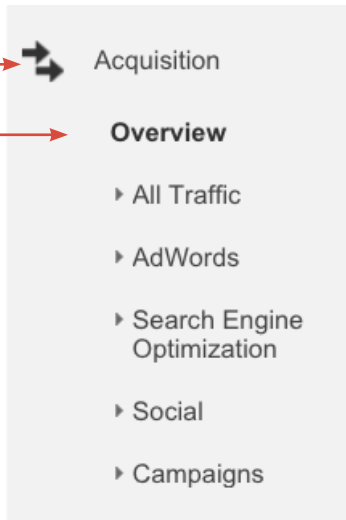 Acquisition
Overview
All Traffic
AdWords
Search Engine
Optimization
Social
Campaigns